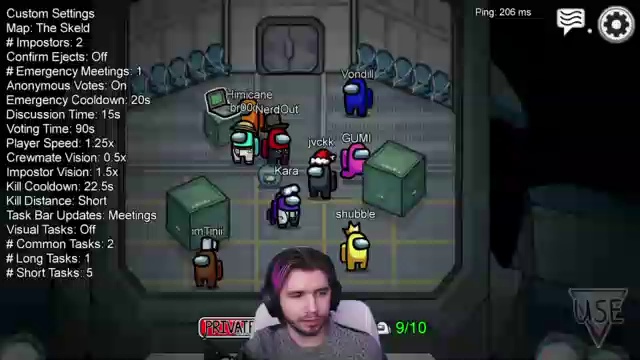 Custom Settings
Map: The Skeld
# Impostors: 2
Confirm Ejects: Off
# Emergency Meetings: 1
Anonymous Votes: On
Emergency Cooldown: 20s
Discussion Time: 15s
Voting Time: 90s
Player Speed: 1.25x
Crewmate Vision: 0.5x
Impostor Vision: 1.5x
Kill Cooldown: 22.5s
Kill Distance: Short
Task Bar Updates: Meetings
Visual Tasks: Off
# Common Tasks: 2
# Long Tasks: 1
# Short Tasks: 5
Ping: 206 ms
Vondill
Himicane
NerdOut
jvckk
GUMI
Kara
shubble
imTinii
PRIVATE
9/10
USE